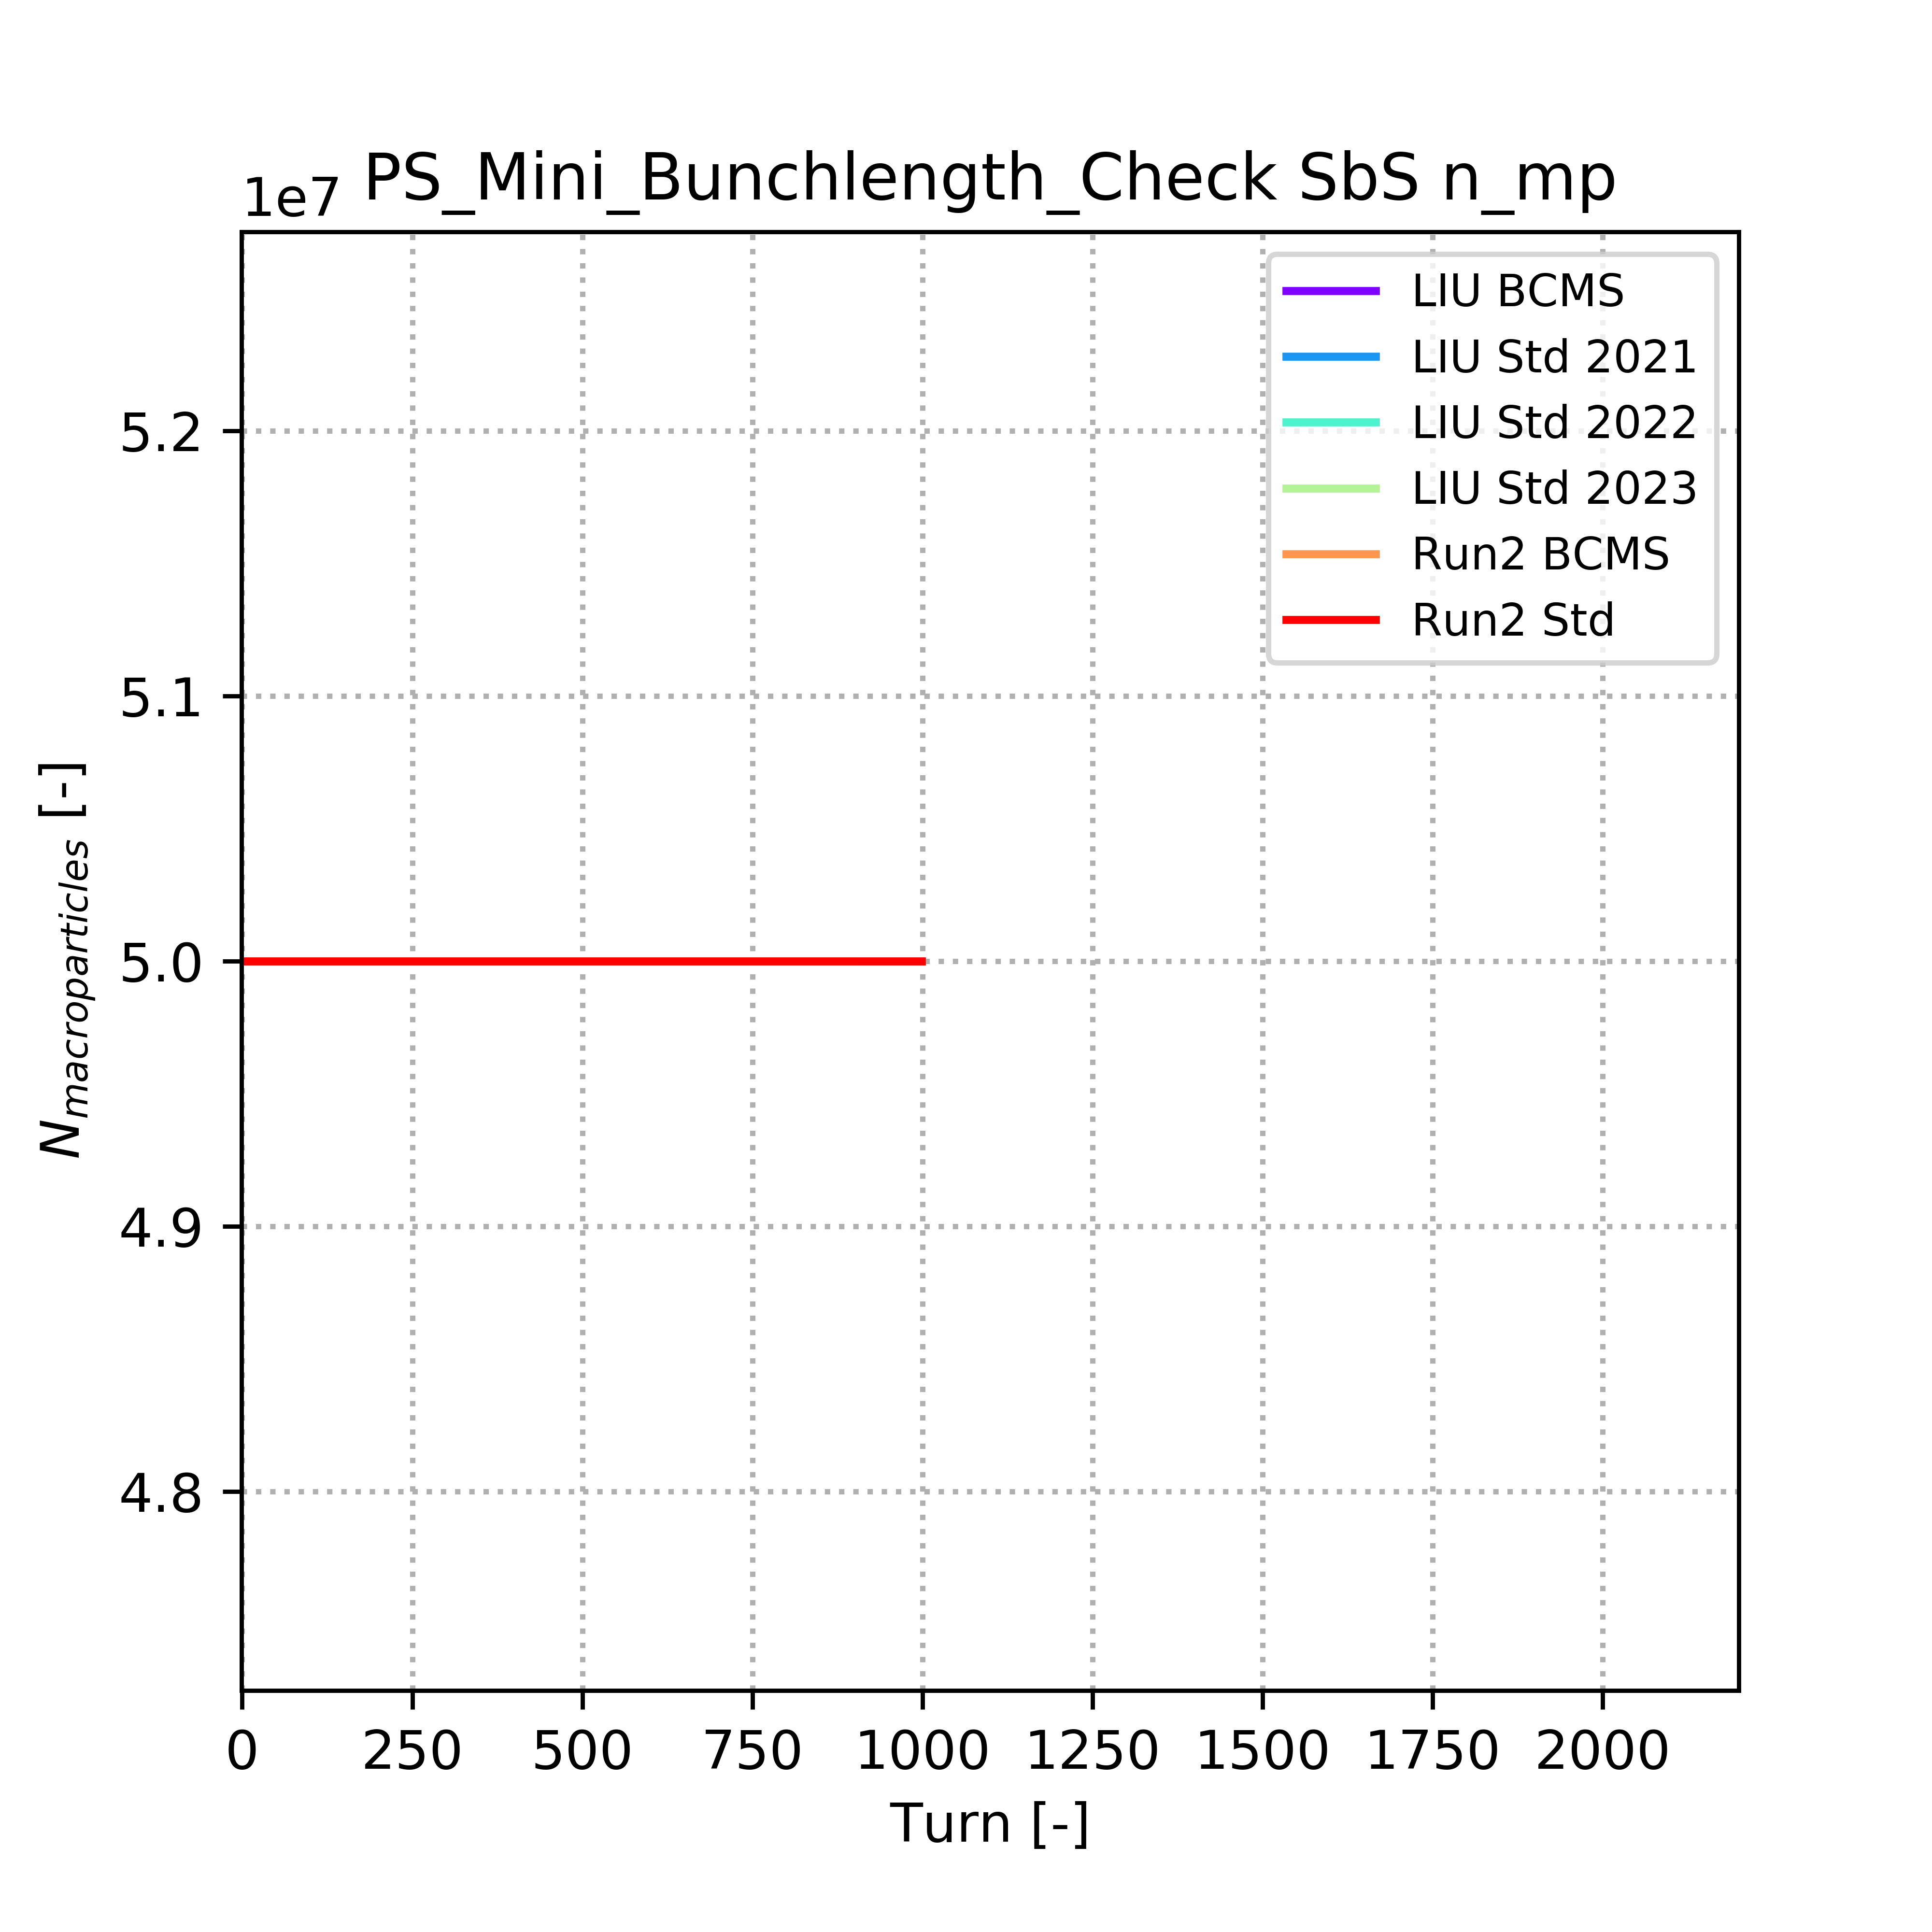 1e7
PS_Mini_Bunchlength_Check SbS n_mp
LIU BCMS
LIU Std 2021
LIU Std 2022
LIU Std 2023
Run2 BCMS
Run2 Std
5.2
5.1
5.0
4.9
4.8
N_macroparticles [-]
0 250 500 750 1000 1250 1500 1750 2000
Turn [-]